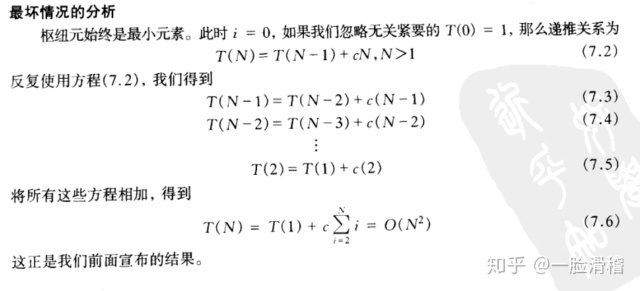 最坏情况的分析
枢纽元始终是最小元素。此时 i = 0，如果我们忽略无关紧要的 T(0) = 1，那么递推关系为
T(N) = T(N-1) + cN, N>1 (7.2)
反复使用方程(7.2)，我们得到
T(N-1) = T(N-2) + c(N-1) (7.3)
T(N-2) = T(N-3) + c(N-2) (7.4)
⋮
T(2) = T(1) + c(2) (7.5)
将所有这些方程相加，得到
T(N) = T(1) + c∑_{i=2}^{N} i = O(N²) (7.6)
这正是我们前面宣布的结果。
知乎 @一脸滑稽